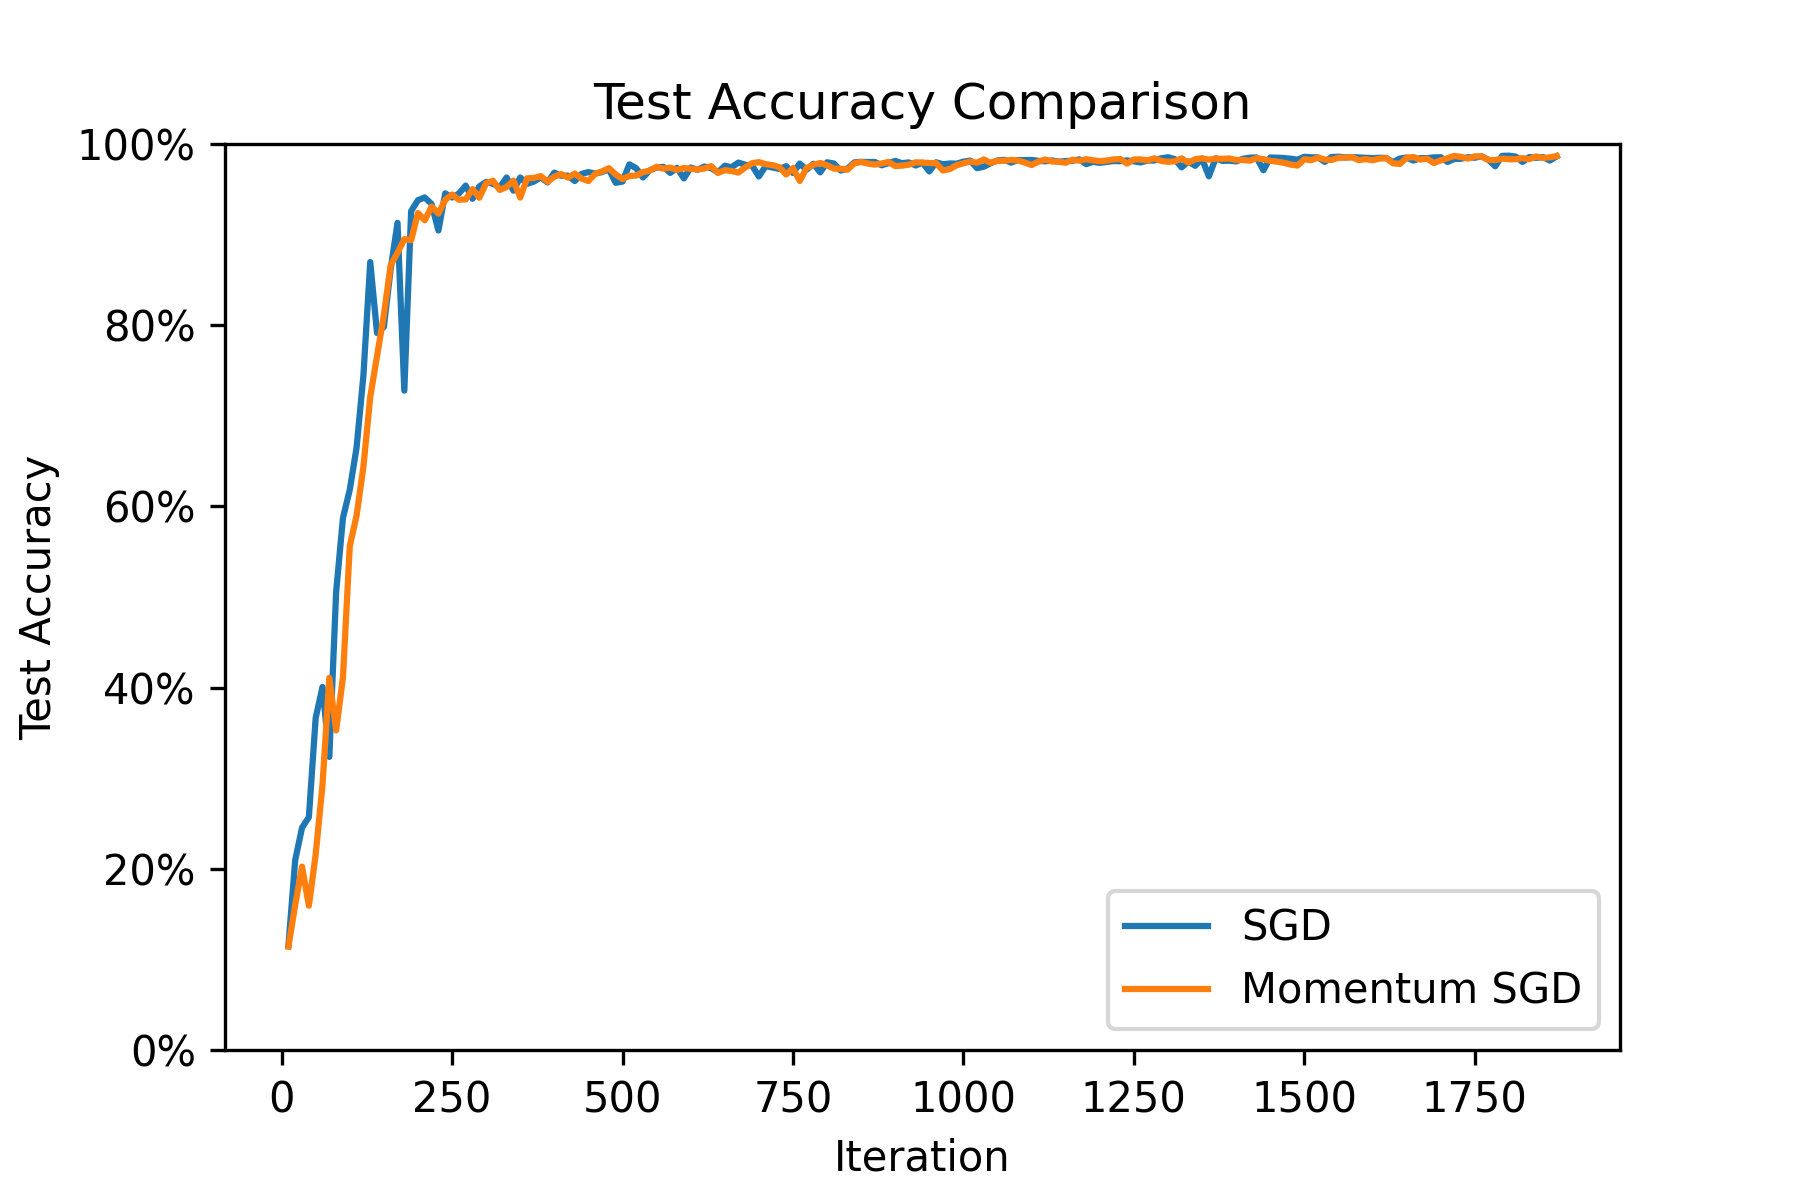 Test Accuracy Comparison
100%
80%
60%
40%
20%
0%
Test Accuracy
0 250 500 750 1000 1250 1500 1750
Iteration
SGD
Momentum SGD